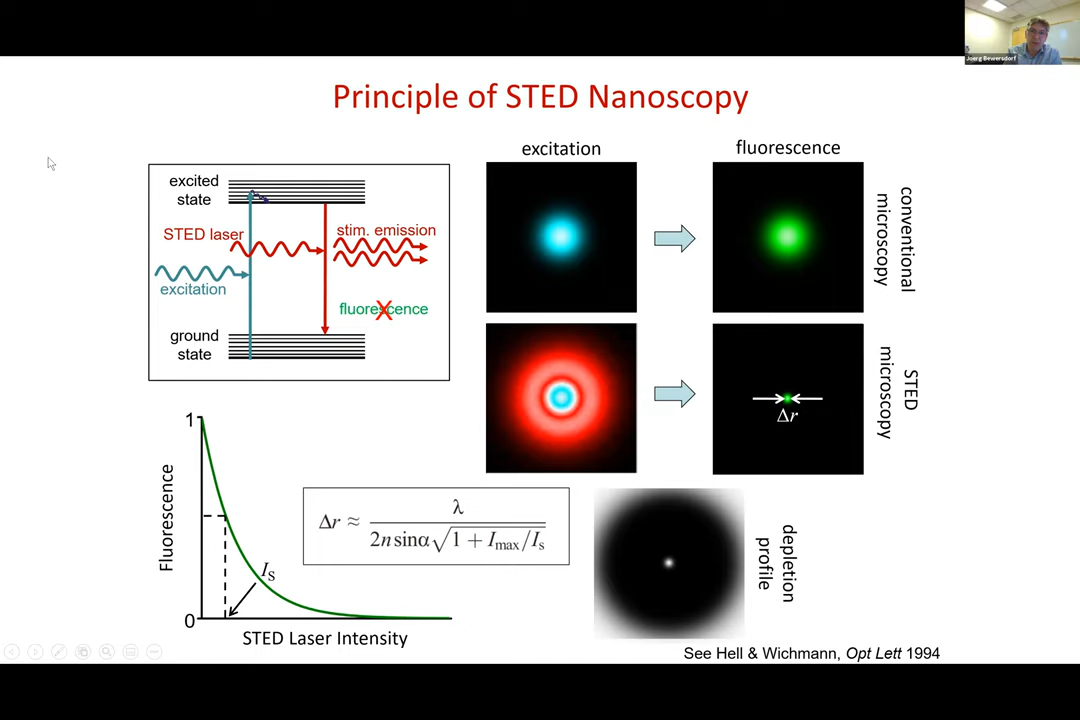 Joerg Bewersdorf
Principle of STED Nanoscopy
excited
state
STED laser
stim. emission
excitation
fluorescence
ground
state
excitation
fluorescence
conventional
microscopy
STED
microscopy
Δr
1
Fluorescence
0
I_S
STED Laser Intensity
Δr ≈ λ / (2n sinα √(1 + I_max/I_s))
depletion
profile
See Hell & Wichmann, Opt Lett 1994